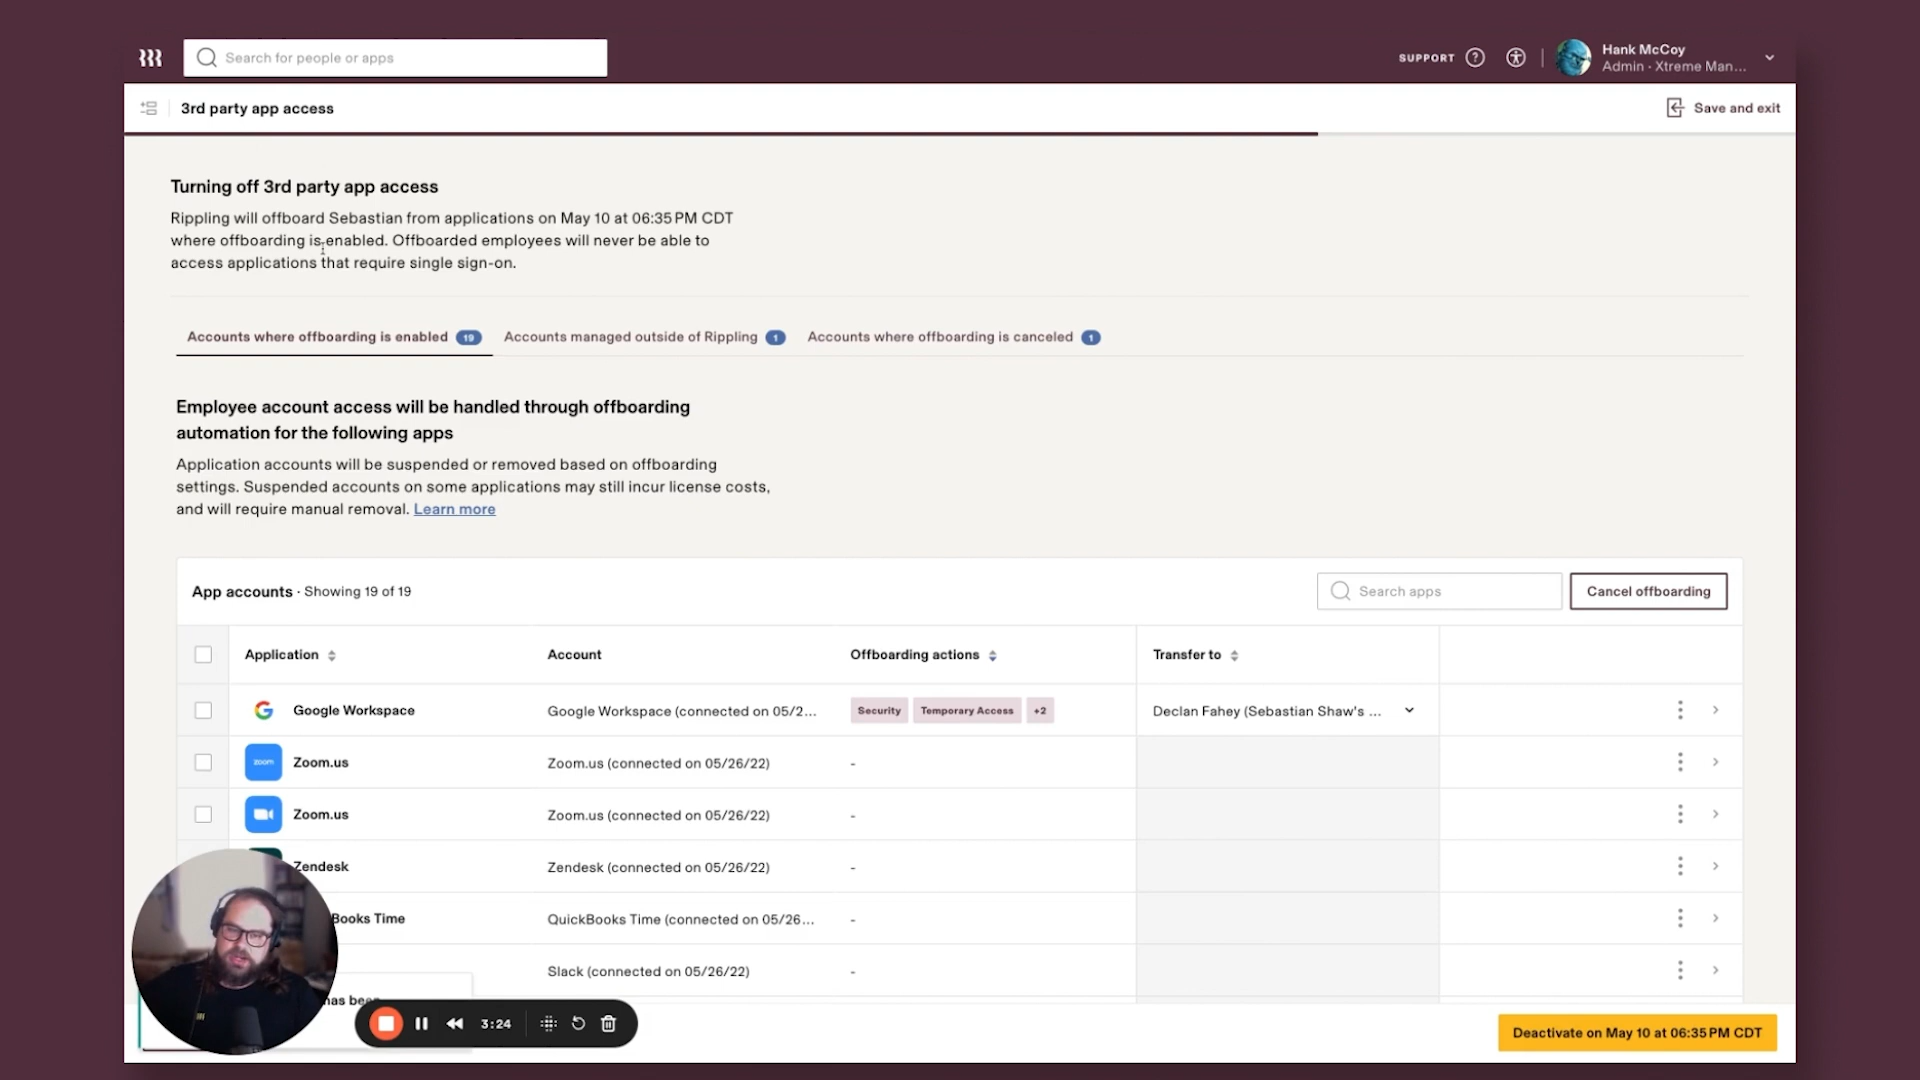 Search for people or apps
SUPPORT
Hank McCoy
Admin · Xtreme Man...
3rd party app access
Save and exit
Turning off 3rd party app access
Rippling will offboard Sebastian from applications on May 10 at 06:35 PM CDT
where offboarding is enabled. Offboarded employees will never be able to
access applications that require single sign-on.
Accounts where offboarding is enabled 19
Accounts managed outside of Rippling 1
Accounts where offboarding is canceled 1
Employee account access will be handled through offboarding
automation for the following apps
Application accounts will be suspended or removed based on offboarding
settings. Suspended accounts on some applications may still incur license costs,
and will require manual removal. Learn more
App accounts · Showing 19 of 19
Search apps
Cancel offboarding
Application Account Offboarding actions Transfer to
Google Workspace Google Workspace (connected on 05/2... Security Temporary Access +2 Declan Fahey (Sebastian Shaw's ...
zoom Zoom.us Zoom.us (connected on 05/26/22) -
Zoom.us Zoom.us (connected on 05/26/22) -
Zendesk Zendesk (connected on 05/26/22) -
Books Time QuickBooks Time (connected on 05/26... -
Slack (connected on 05/26/22) -
has been
3:24
Deactivate on May 10 at 06:35 PM CDT